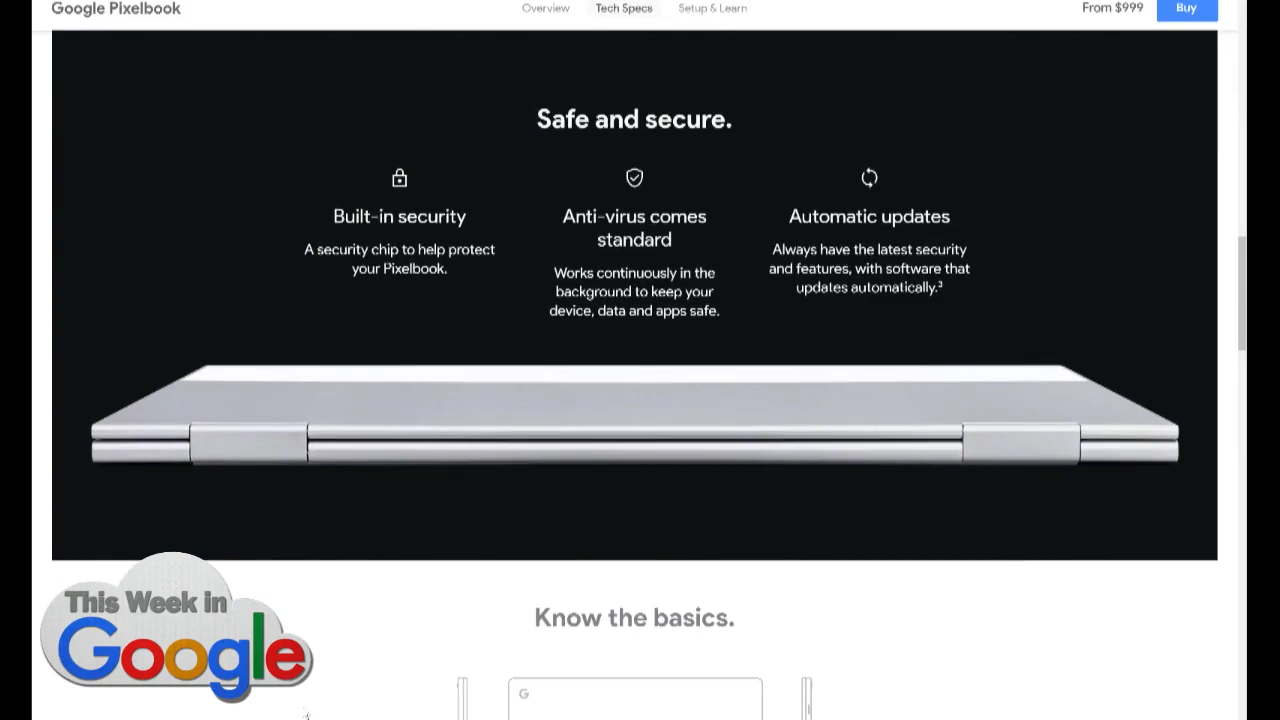 Google Pixelbook
Overview Tech Specs Setup & Learn
From $999 Buy
Safe and secure.
Built-in security
A security chip to help protect
your Pixelbook.
Anti-virus comes
standard
Works continuously in the
background to keep your
device, data and apps safe.
Automatic updates
Always have the latest security
and features, with software that
updates automatically.³
Know the basics.
G
This Week in
Google